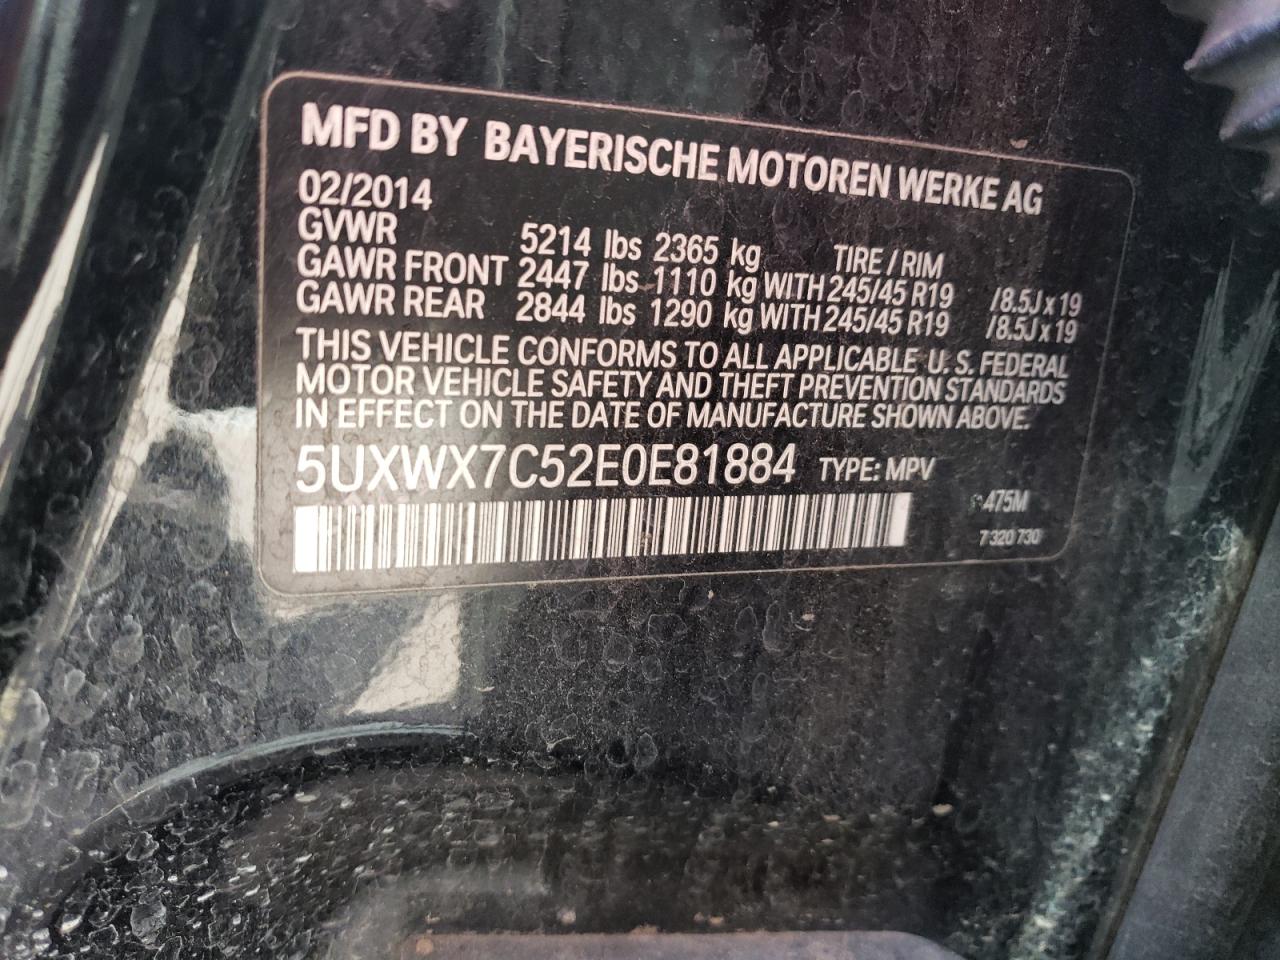 MFD BY BAYERISCHE MOTOREN WERKE AG
02/2014
GVWR 5214 lbs 2365 kg TIRE / RIM
GAWR FRONT 2447 lbs 1110 kg WITH 245/45 R19 /8.5J x 19
GAWR REAR 2844 lbs 1290 kg WITH 245/45 R19 /8.5J x 19
THIS VEHICLE CONFORMS TO ALL APPLICABLE U. S. FEDERAL
MOTOR VEHICLE SAFETY AND THEFT PREVENTION STANDARDS
IN EFFECT ON THE DATE OF MANUFACTURE SHOWN ABOVE.
5UXWX7C52E0E81884 TYPE: MPV
475M
7 320 730